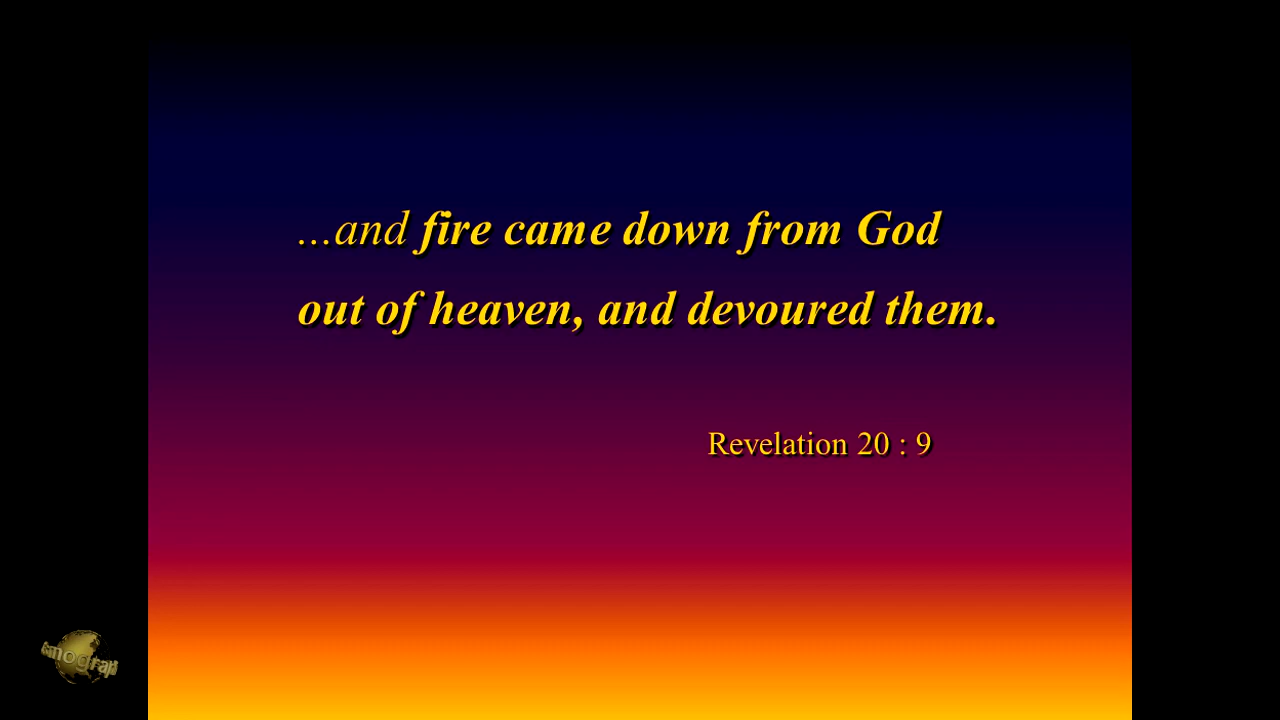 ...and fire came down from God
out of heaven, and devoured them.
Revelation 20 : 9